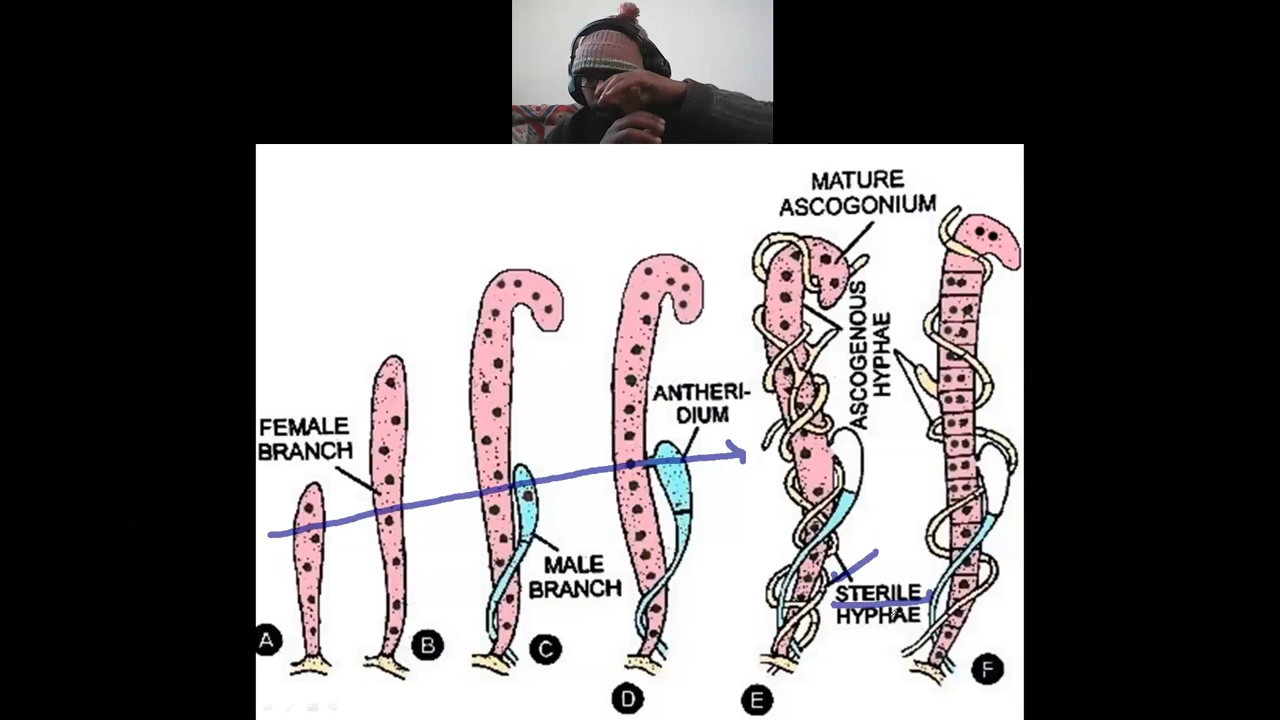 MATURE
ASCOGONIUM
ASCOGENOUS
HYPHAE
ANTHERI-
DIUM
FEMALE
BRANCH
MALE
BRANCH
STERILE
HYPHAE
A
B
C
D
E
F